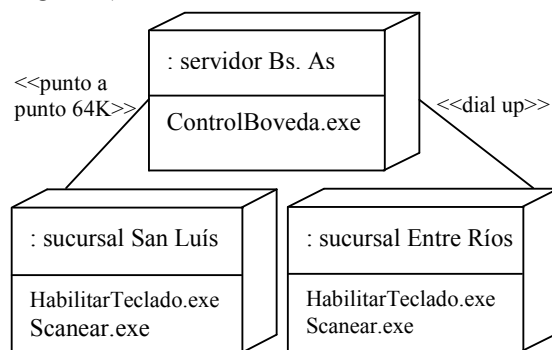 : servidor Bs. As
<<punto a
punto 64K>>
<<dial up>>
ControlBoveda.exe
: sucursal San Luís
: sucursal Entre Ríos
HabilitarTeclado.exe
Scanear.exe
HabilitarTeclado.exe
Scanear.exe